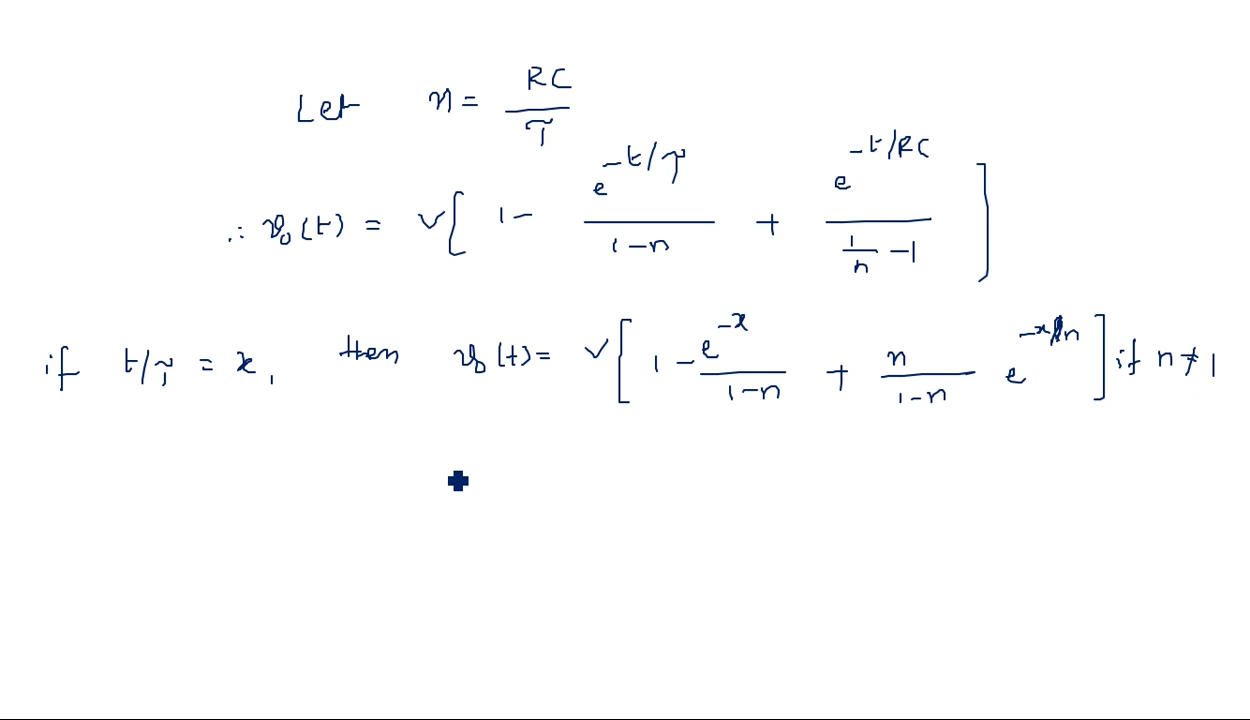 Let n = RC/τ
∴ v₀(t) = V[ 1 - e^(-t/τ)/(1-n) + e^(-t/RC)/(1/n - 1) ]
if t/τ = x, then v₀(t) = V[ 1 - e^(-x)/(1-n) + n/(1-n) e^(-x/n) ] if n ≠ 1